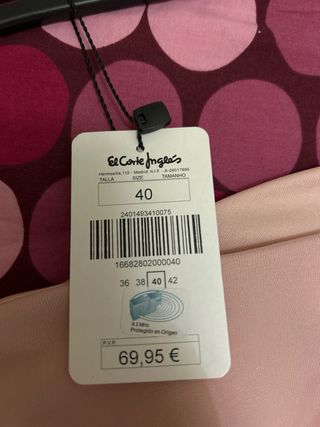 El Corte Inglés
Hermosilla,112 - Madrid N.I.F. - A-28017895
TALLA SIZE TAMANHO
40
2401493410075
16682802000040
36 38 40 42
8.2 MHz
Protegido en Origen
P.V.P.
69,95 €